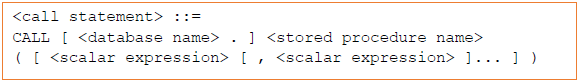 <call statement> ::=
CALL [ <database name> . ] <stored procedure name>
( [ <scalar expression> [ , <scalar expression> ]... ] )